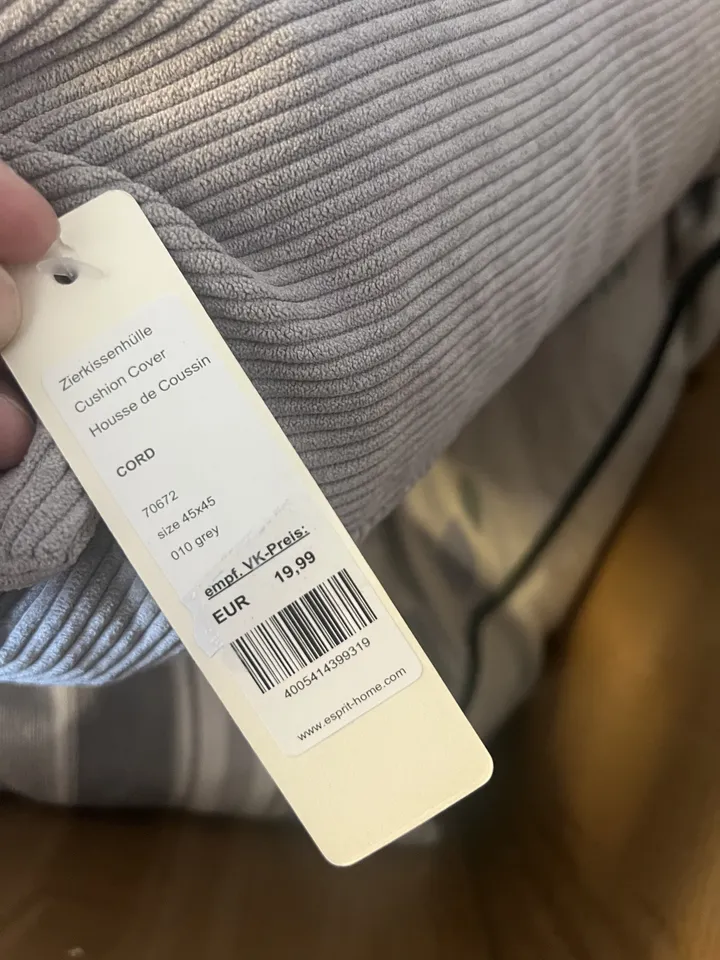 Zierkissenhülle
Cushion Cover
Housse de Coussin
CORD
70672
size 45x45
010 grey
empf. VK-Preis:
EUR 19,99
4005414399319
www.esprit-home.com